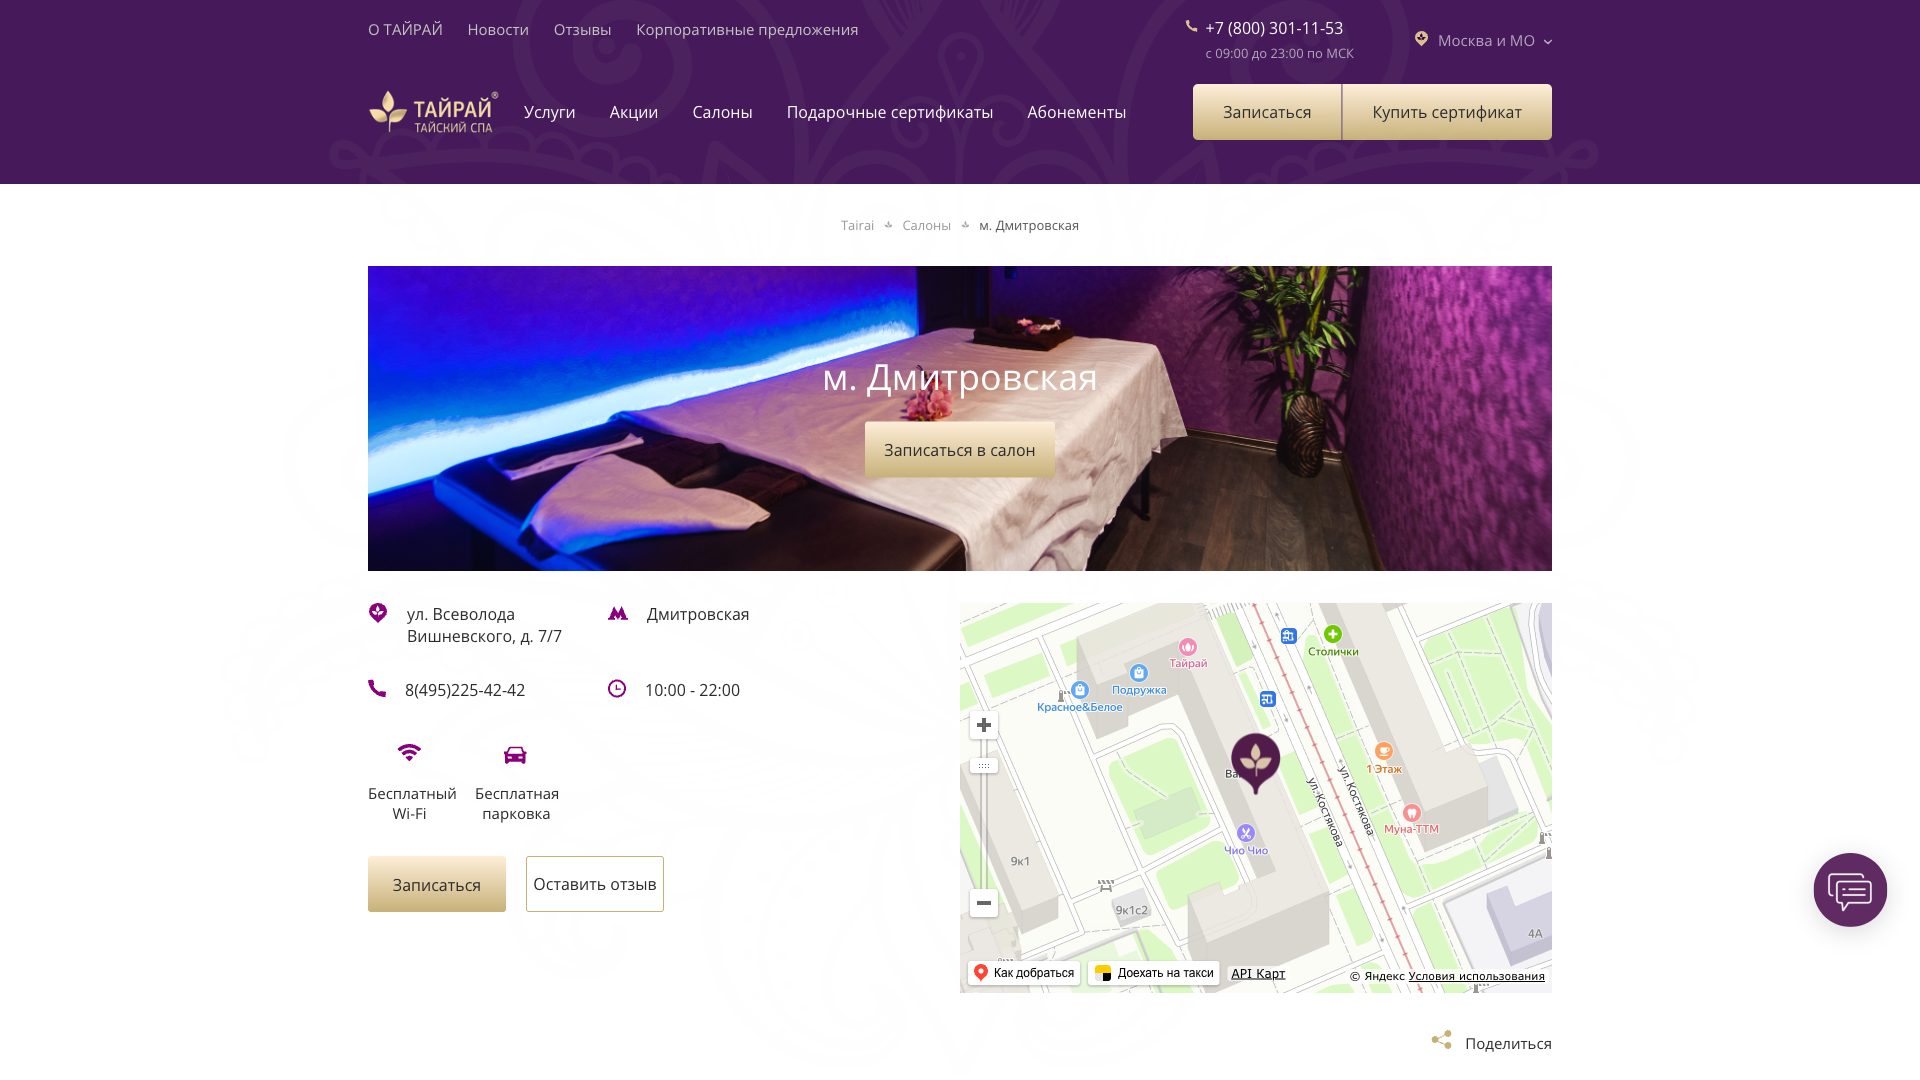 О ТАЙРАЙ
Новости
Отзывы
Корпоративные предложения
+7 (800) 301-11-53
с 09:00 до 23:00 по МСК
Москва и МО
ТАЙРАЙ®
ТАЙСКИЙ СПА
Услуги
Акции
Салоны
Подарочные сертификаты
Абонементы
Записаться
Купить сертификат
Tairai
Салоны
м. Дмитровская
м. Дмитровская
Записаться в салон
ул. Всеволода
Вишневского, д. 7/7
Дмитровская
8(495)225-42-42
10:00 - 22:00
Бесплатный
Wi-Fi
Бесплатная
парковка
Записаться
Оставить отзыв
Столички
Тайрай
Подружка
Красное&Белое
1 Этаж
ул. Костякова
ул. Костякова
Муна-ТТМ
Чио Чио
9к1
9к1с2
4А
Как добраться
Доехать на такси
API Карт
© Яндекс Условия использования
Поделиться